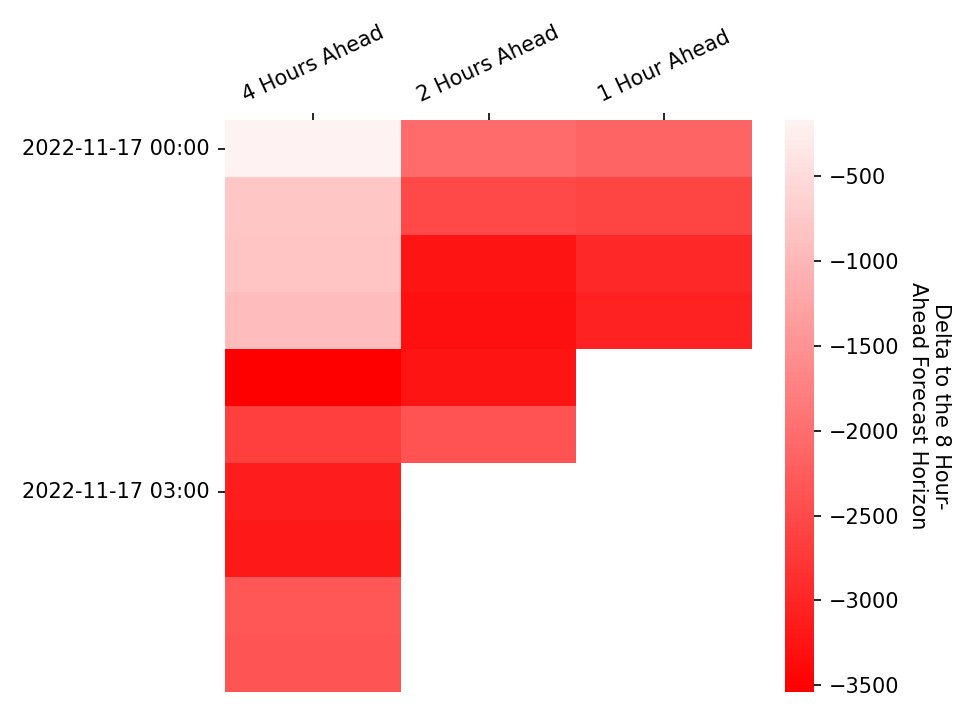 4 Hours Ahead
2 Hours Ahead
1 Hour Ahead
2022-11-17 00:00
2022-11-17 03:00
−500
−1000
−1500
−2000
−2500
−3000
−3500
Delta to the 8 Hour-
Ahead Forecast Horizon